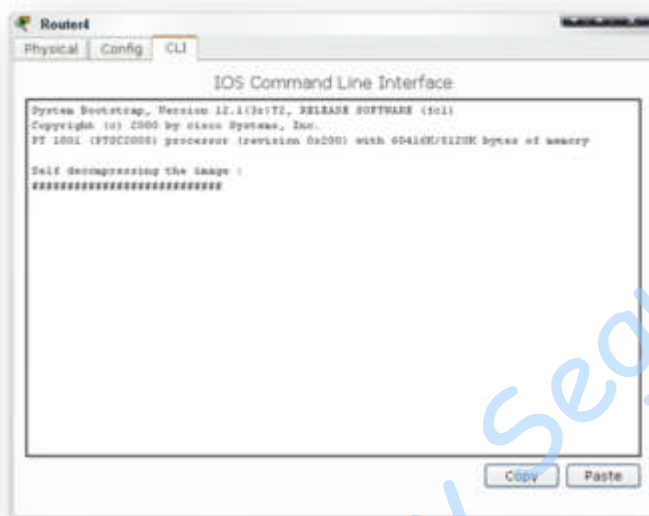 Router4
Physical Config CLI
IOS Command Line Interface
System Bootstrap, Version 12.1(3r)T2, RELEASE SOFTWARE (fc1)
Copyright (c) 2000 by cisco Systems, Inc.
PT 1001 (PTSC2005) processor (revision 0x200) with 60416K/5120K bytes of memory
Self decompressing the image :
##########################
Copy Paste